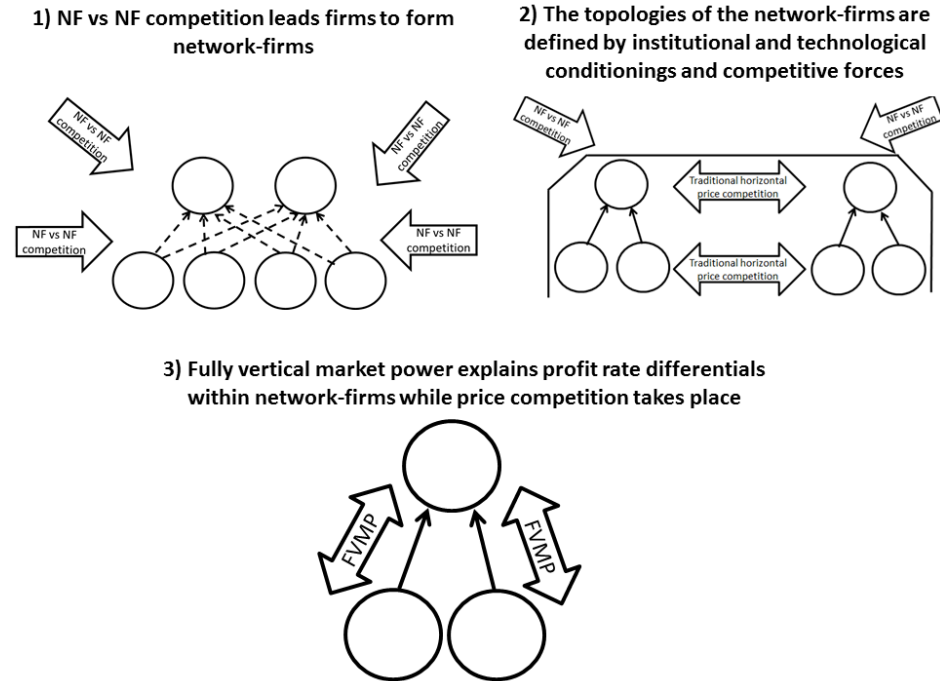 1) NF vs NF competition leads firms to form
network-firms
NF vs NF
competition
NF vs NF
competition
NF vs NF
competition
NF vs NF
competition
2) The topologies of the network-firms are
defined by institutional and technological
conditionings and competitive forces
NF vs NF
competition
NF vs NF
competition
Traditional horizontal
price competition
Traditional horizontal
price competition
3) Fully vertical market power explains profit rate differentials
within network-firms while price competition takes place
FVMP
FVMP